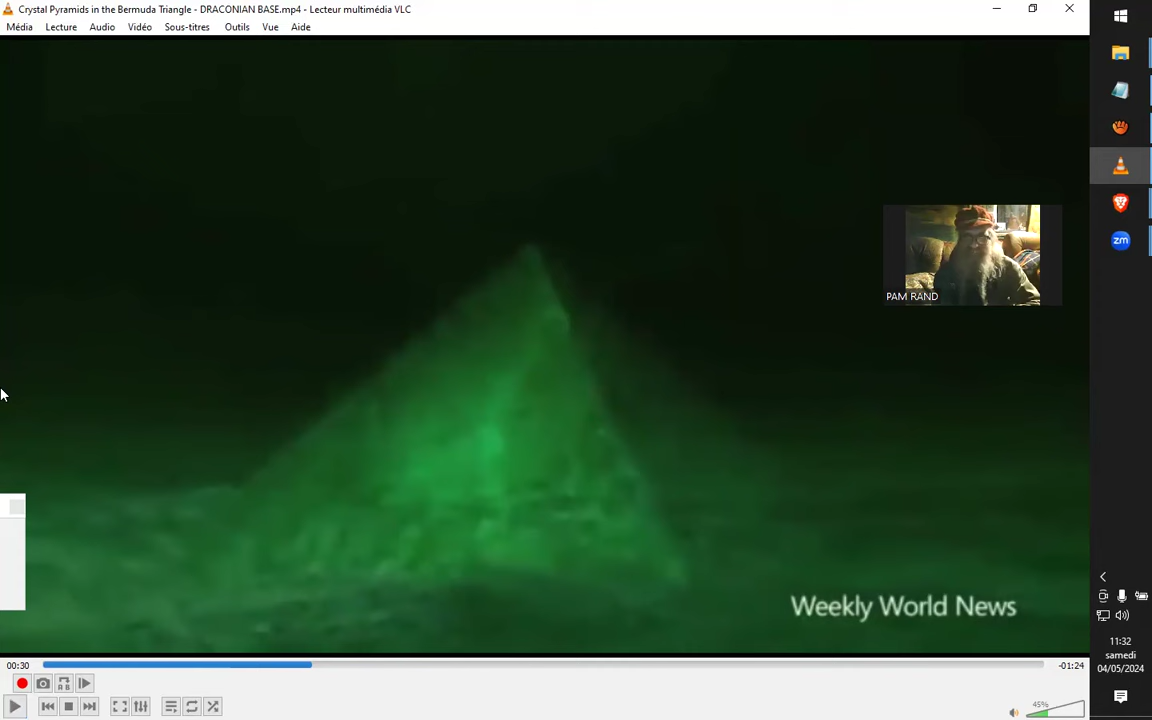 Crystal Pyramids in the Bermuda Triangle - DRACONIAN BASE.mp4 - Lecteur multimédia VLC
Média Lecture Audio Vidéo Sous-titres Outils Vue Aide
PAM RAND
zm
Weekly World News
00:30
-01:24
45%
11:32
samedi
04/05/2024